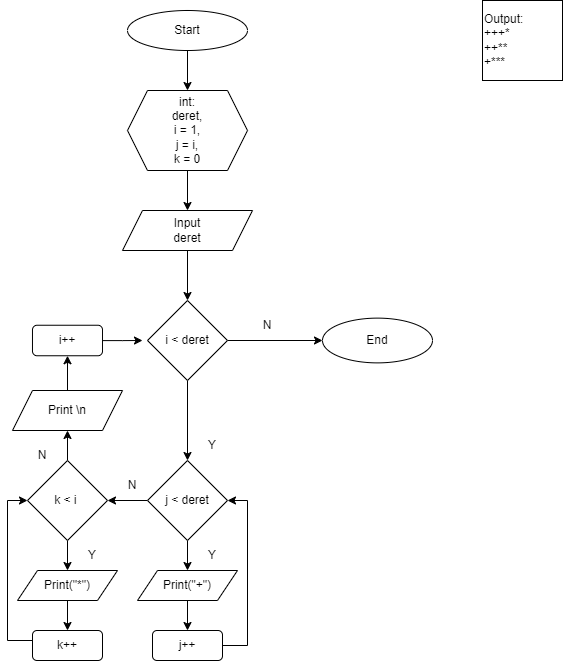 Start
Output:
+++*
++**
+***
int:
deret,
i = 1,
j = i,
k = 0
Input
deret
i++
i < deret
N
End
Print \n
Y
N
k < i
N
j < deret
Y
Y
Print("*")
Print("+")
k++
j++